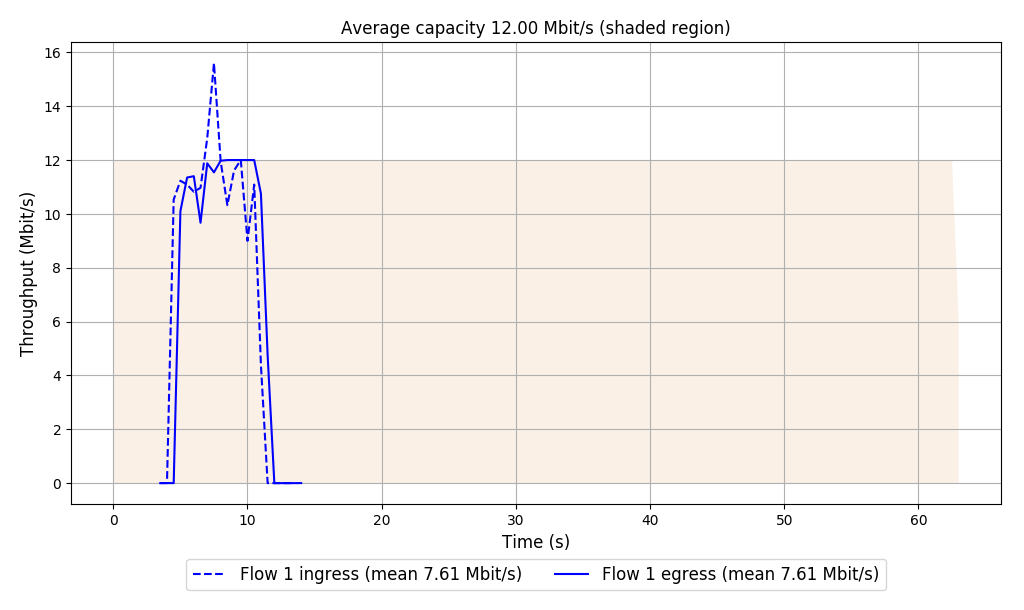 Average capacity 12.00 Mbit/s (shaded region)
16
14
12
10
8
6
4
2
0
Throughput (Mbit/s)
0 10 20 30 40 50 60
Time (s)
Flow 1 ingress (mean 7.61 Mbit/s) Flow 1 egress (mean 7.61 Mbit/s)